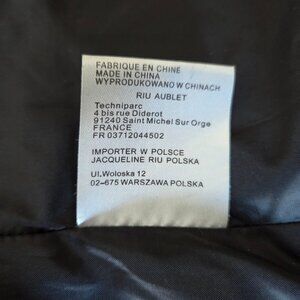 FABRIQUE EN CHINE
MADE IN CHINA
WYPRODUKOWANO W CHINACH
RIU AUBLET
Techniparc
4 bis rue Diderot
91240 Saint Michel Sur Orge
FRANCE
FR 03712044502
IMPORTER W POLSCE
JACQUELINE RIU POLSKA
Ul.Woloska 12
02-675 WARSZAWA POLSKA